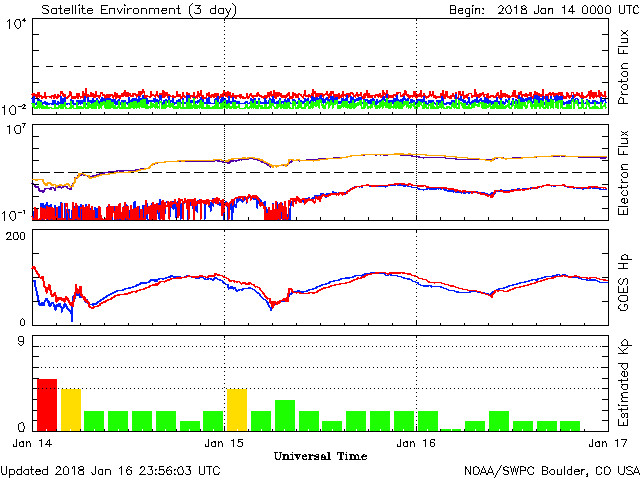 Satellite Environment (3 day) Begin: 2018 Jan 14 0000 UTC
10^4
10^-2
Proton Flux
10^7
10^-1
Electron Flux
200
0
GOES Hp
9
0
Estimated Kp
Jan 14 Jan 15 Jan 16 Jan 17
Universal Time
Updated 2018 Jan 16 23:56:03 UTC NOAA/SWPC Boulder, CO USA